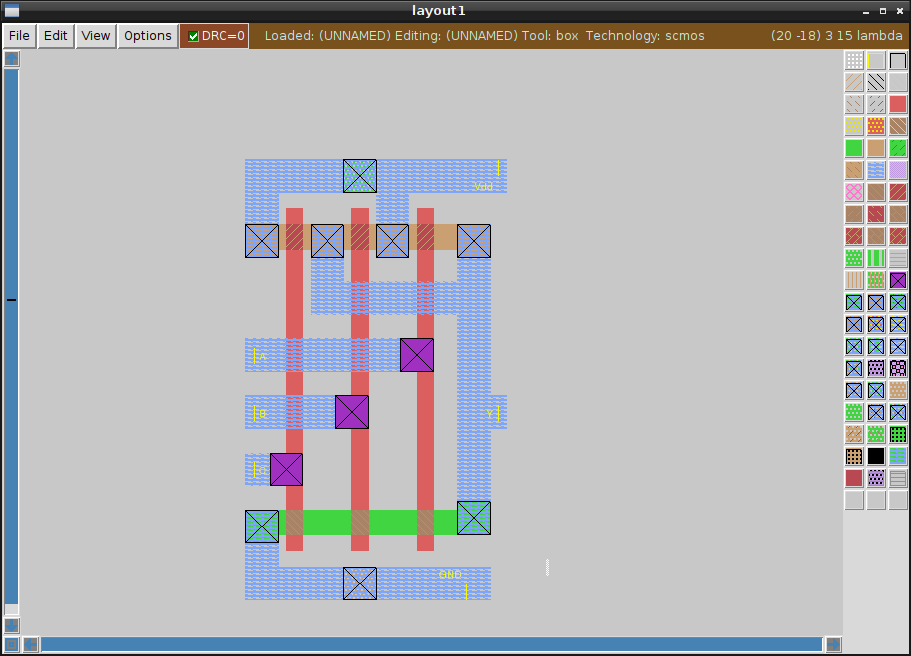 layout1
File Edit View Options DRC=0 Loaded: (UNNAMED) Editing: (UNNAMED) Tool: box Technology: scmos (20 -18) 3 15 lambda
Vdd
A
B
Y
C
GND